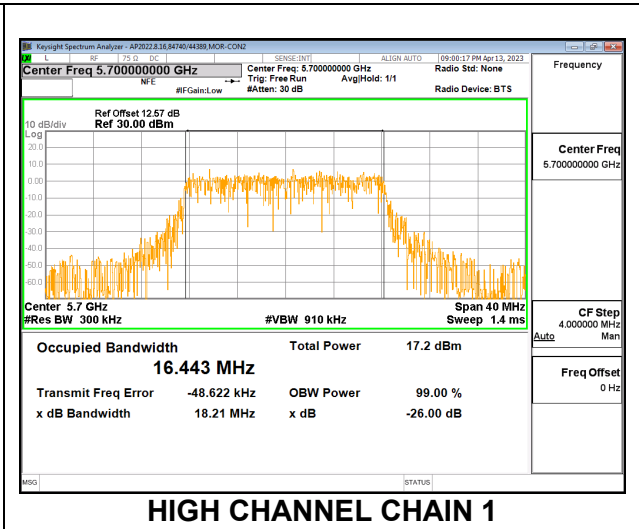 Keysight Spectrum Analyzer - AP2022.8.16,84740/44389,MOR-CON2
L RF 75 Ω DC SENSE:INT ALIGN AUTO 09:00:17 PM Apr 13, 2023
Center Freq 5.700000000 GHz Center Freq: 5.700000000 GHz Radio Std: None Frequency
NFE Trig: Free Run Avg|Hold: 1/1
#IFGain:Low #Atten: 30 dB Radio Device: BTS
Ref Offset 12.57 dB
10 dB/div Ref 30.00 dBm
Log
20.0
10.0
0.00
-10.0
-20.0
-30.0
-40.0
-50.0
-60.0
Center Freq
5.700000000 GHz
Center 5.7 GHz Span 40 MHz
#Res BW 300 kHz #VBW 910 kHz Sweep 1.4 ms
CF Step
4.000000 MHz
Auto Man
Occupied Bandwidth Total Power 17.2 dBm
16.443 MHz
Freq Offset
0 Hz
Transmit Freq Error -48.622 kHz OBW Power 99.00 %
x dB Bandwidth 18.21 MHz x dB -26.00 dB
MSG STATUS
HIGH CHANNEL CHAIN 1